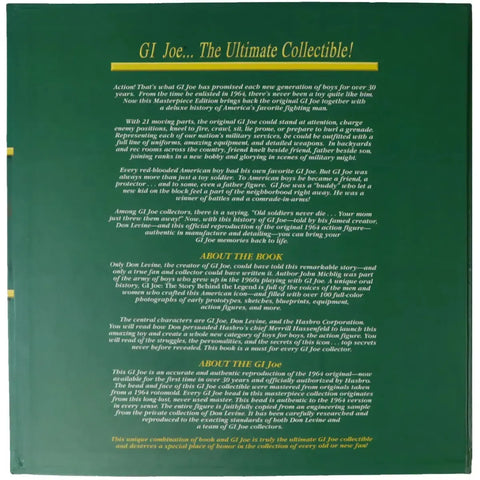 GI Joe... The Ultimate Collectible!
Action! That's what GI Joe has promised each new generation of boys for over 30
years. From the time he enlisted in 1964, there's never been a toy quite like him.
Now this Masterpiece Edition brings back the original GI Joe together with
a deluxe history of America's favorite fighting man.
With 21 moving parts, the original GI Joe could stand at attention, charge
enemy positions, kneel to fire, crawl, sit, lie prone, or prepare to hurl a grenade.
Representing each of our nation's military services, he could be outfitted with a
full line of uniforms, amazing equipment, and detailed weapons. In backyards
and rec rooms across the country, friend knelt beside friend, father beside son,
joining ranks in a new hobby and glorying in scenes of military might.
Every red-blooded American boy had his own favorite GI Joe. But GI Joe was
always more than just a toy soldier. To American boys he became a friend, a
protector . . . and to some, even a father figure. GI Joe was a "buddy" who let a
new kid on the block feel a part of the neighborhood right away. He was a
winner of battles and a comrade-in-arms!
Among GI Joe collectors, there is a saying, "Old soldiers never die . . . Your mom
just threw them away!" Now, with this history of GI Joe—told by his famed creator,
Don Levine—and this official reproduction of the original 1964 action figure—
authentic in manufacture and detailing—you can bring your
GI Joe memories back to life.
ABOUT THE BOOK
Only Don Levine, the creator of GI Joe, could have told this remarkable story—and
only a true fan and collector could have written it. Author John Michlig was part
of the army of boys who grew up in the 1960s playing with GI Joe. A unique oral
history, GI Joe: The Story Behind the Legend is full of the voices of the men and
women who crafted this American icon—and filled with over 100 full-color
photographs of early prototypes, sketches, blueprints, equipment,
action figures, and more.
The central characters are GI Joe, Don Levine, and the Hasbro Corporation.
You will read how Don persuaded Hasbro's chief Merrill Hassenfeld to launch this
amazing toy and create a whole new category of toys for boys, the action figure. You
will read of the struggles, the personalities, and the secrets of this icon . . . top secrets
never before revealed. This book is a must for every GI Joe collector.
ABOUT THE GI Joe
This GI Joe is an accurate and authentic reproduction of the 1964 original—now
available for the first time in over 30 years and officially authorized by Hasbro.
The head and face of this GI Joe collectible were mastered from originals taken
from a 1964 rotomold. Every GI Joe head in this masterpiece collection originates
from this long-lost, never used master. This head is authentic to the 1964 version
in every sense. The entire figure is faithfully copied from an engineering sample
from the private collection of Don Levine. It has been carefully researched and
reproduced to the exacting standards of both Don Levine and
a team of GI Joe collectors.
This unique combination of book and GI Joe is truly the ultimate GI Joe collectible
and deserves a special place of honor in the collection of every old or new fan!